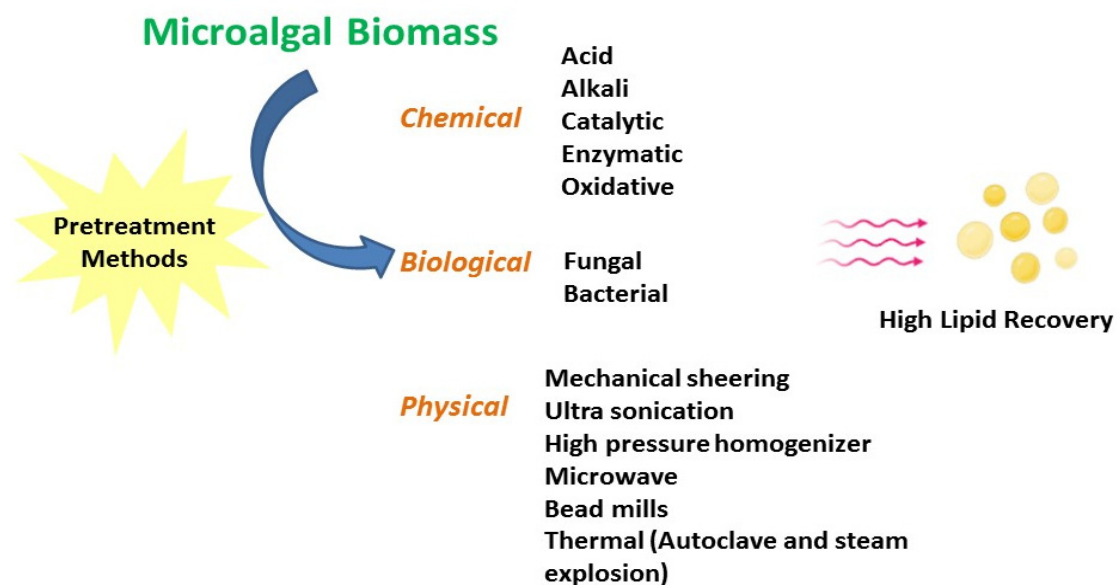 Microalgal Biomass
Pretreatment
Methods
Chemical
Acid
Alkali
Catalytic
Enzymatic
Oxidative
Biological
Fungal
Bacterial
Physical
Mechanical sheering
Ultra sonication
High pressure homogenizer
Microwave
Bead mills
Thermal (Autoclave and steam
explosion)
High Lipid Recovery